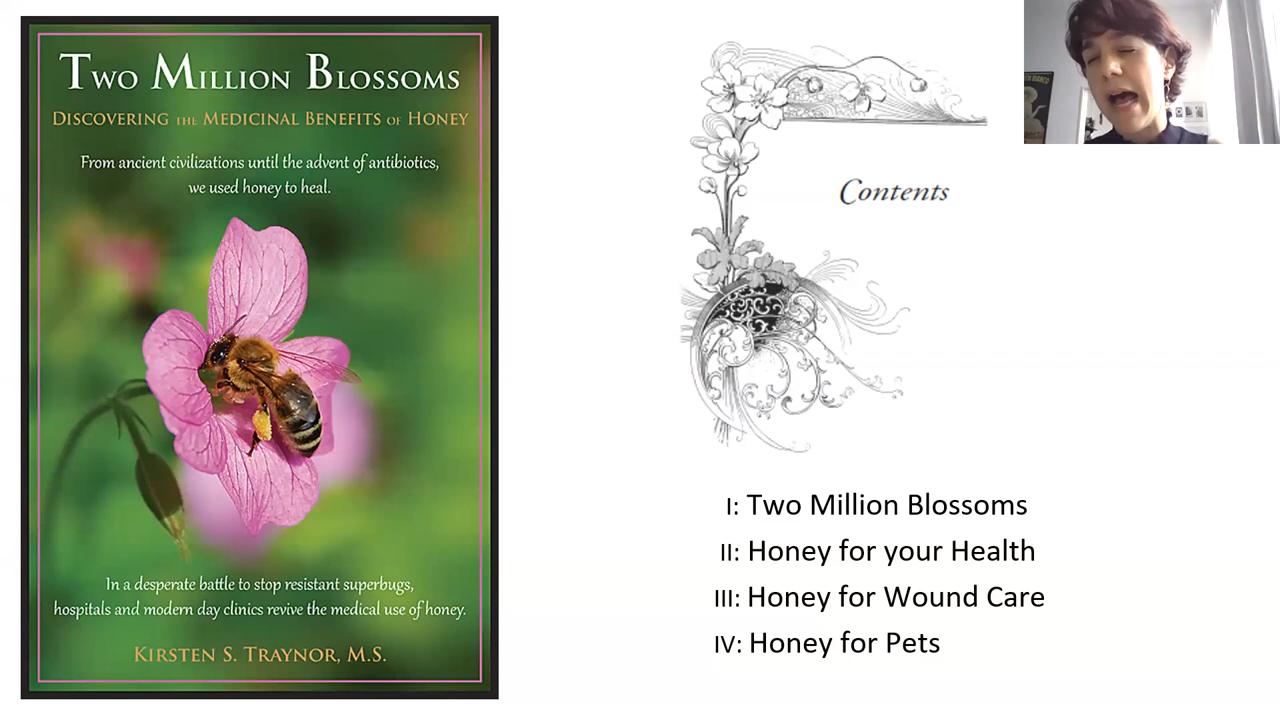 Two Million Blossoms
Discovering the Medicinal Benefits of Honey
From ancient civilizations until the advent of antibiotics,
we used honey to heal.
In a desperate battle to stop resistant superbugs,
hospitals and modern day clinics revive the medical use of honey.
Kirsten S. Traynor, M.S.
Contents
I: Two Million Blossoms
II: Honey for your Health
III: Honey for Wound Care
IV: Honey for Pets